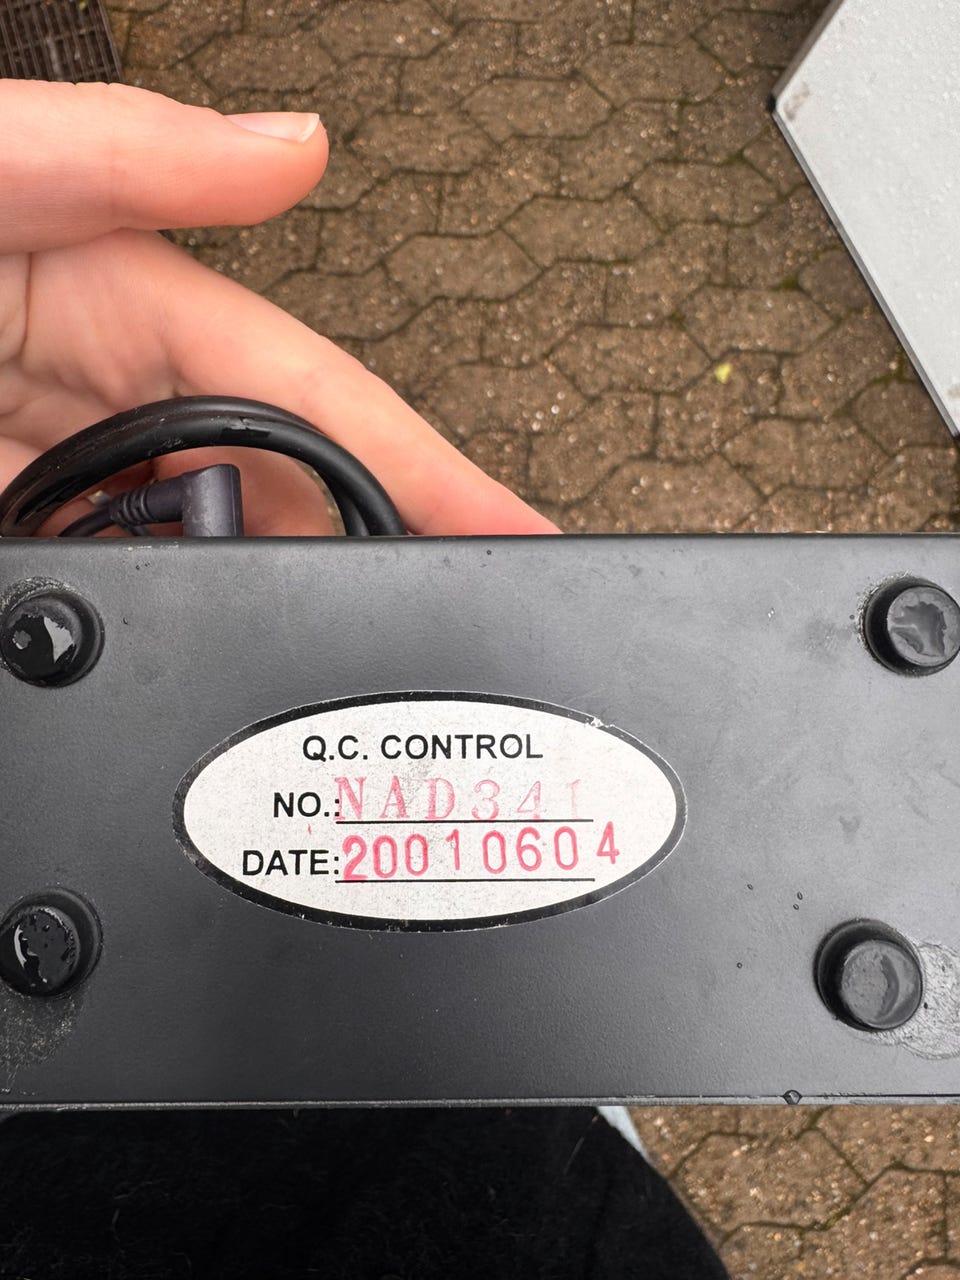 Q.C. CONTROL
NO.: NAD341
DATE: 20010604